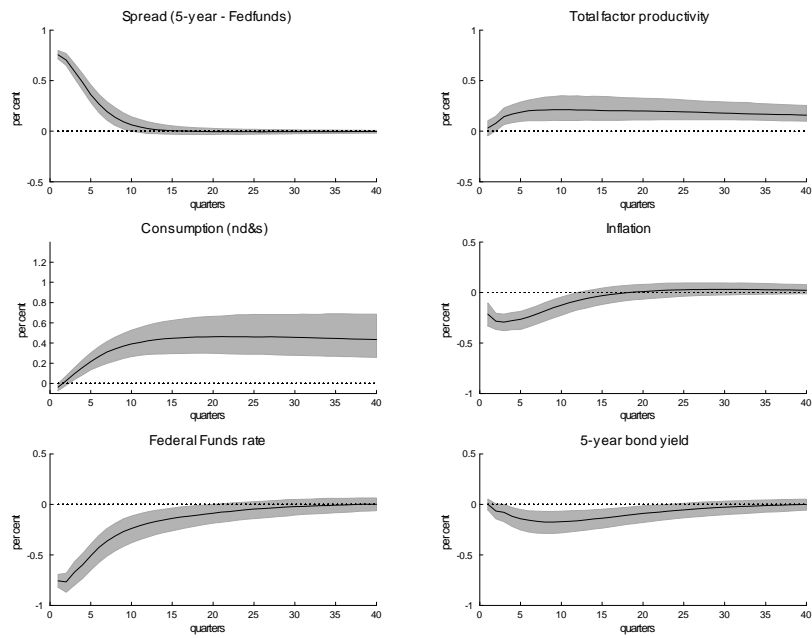 Spread (5-year - Fedfunds)
per cent
1
0.5
0
-0.5
0 5 10 15 20 25 30 35 40
quarters
Total factor productivity
per cent
1
0.5
0
-0.5
0 5 10 15 20 25 30 35 40
quarters
Consumption (nd&s)
per cent
1.2
1
0.8
0.6
0.4
0.2
0
0 5 10 15 20 25 30 35 40
quarters
Inflation
per cent
0.5
0
-0.5
-1
0 5 10 15 20 25 30 35 40
quarters
Federal Funds rate
per cent
0.5
0
-0.5
-1
0 5 10 15 20 25 30 35 40
quarters
5-year bond yield
per cent
0.5
0
-0.5
-1
0 5 10 15 20 25 30 35 40
quarters